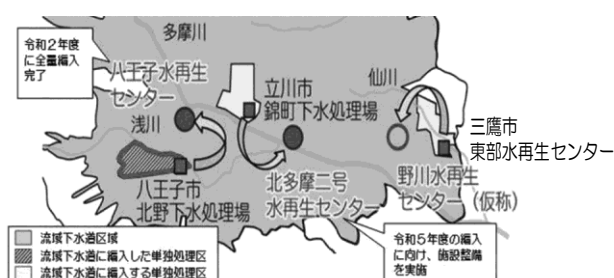 多摩川
令和2年度
に全量編入
完了
八王子水再生
センター
浅川
立川市
錦町下水処理場
仙川
三鷹市
東部水再生センター
八王子市
北野下水処理場
北多摩二号
水再生センター
野川水再生
センター（仮称）
流域下水道区域
流域下水道に編入した単独処理区
流域下水道に編入する単独処理区
令和5年度の編入
に向け、施設整備
を実施